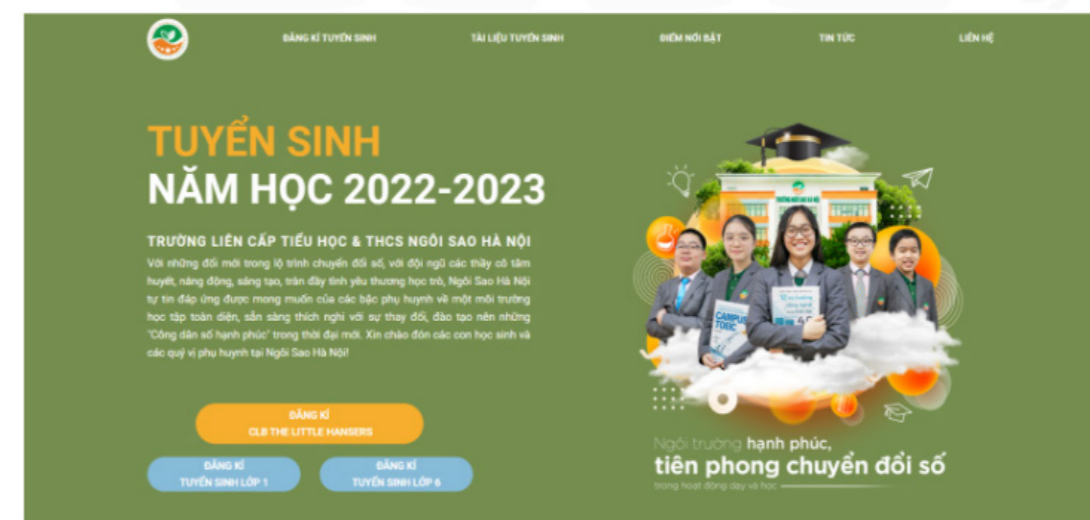 ĐĂNG KÍ TUYỂN SINH
TÀI LIỆU TUYỂN SINH
ĐIỂM NỔI BẬT
TIN TỨC
LIÊN HỆ
TUYỂN SINH
NĂM HỌC 2022-2023
TRƯỜNG LIÊN CẤP TIỂU HỌC & THCS NGÔI SAO HÀ NỘI
Với những đổi mới trong lộ trình chuyển đổi số, với đội ngũ các thầy cô tâm
huyết, năng động, sáng tạo, tràn đầy tình yêu thương học trò, Ngôi Sao Hà Nội
tự tin đáp ứng được mong muốn của các bậc phụ huynh về một môi trường
học tập toàn diện, sẵn sàng thích nghi với sự thay đổi, đào tạo nên những
"Công dân số hạnh phúc" trong thời đại mới. Xin chào đón các con học sinh và
các quý vị phụ huynh tại Ngôi Sao Hà Nội!
ĐĂNG KÍ
CLB THE LITTLE HANSERS
ĐĂNG KÍ
TUYỂN SINH LỚP 1
ĐĂNG KÍ
TUYỂN SINH LỚP 6
TRƯỜNG NGÔI SAO HÀ NỘI
CAMPUS
TOEIC
Ngôi trường hạnh phúc,
tiên phong chuyển đổi số
trong hoạt động dạy và học